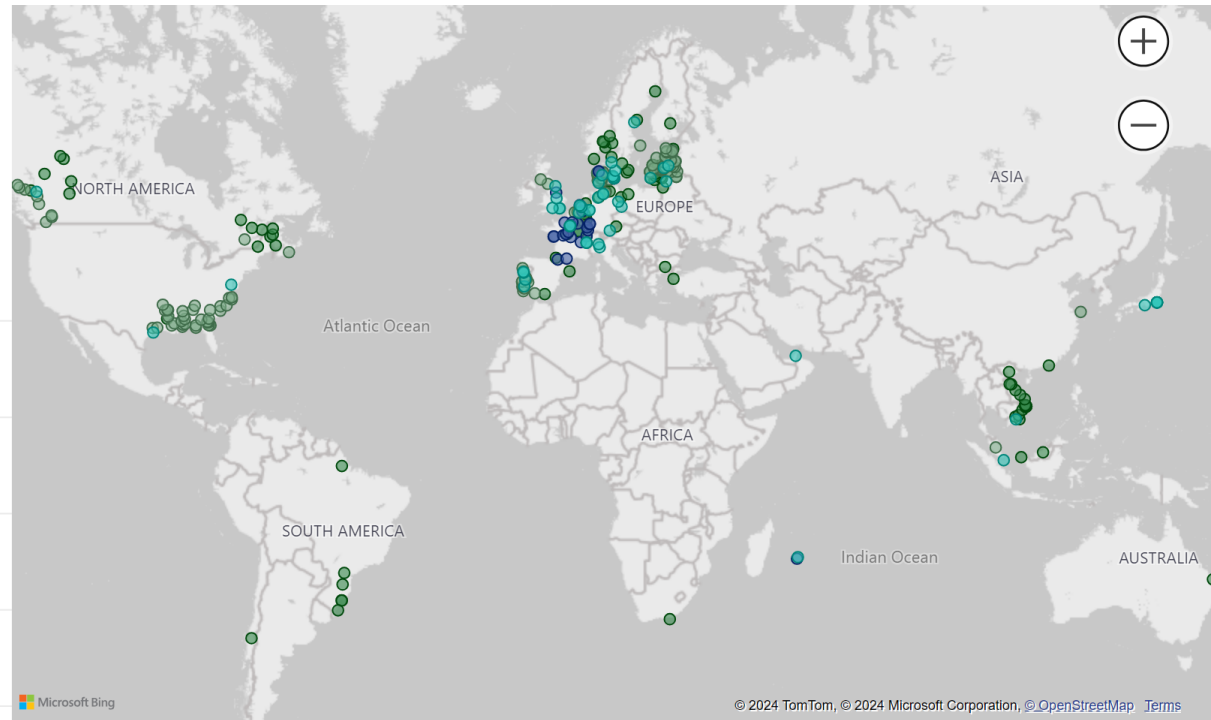 NORTH AMERICA
ASIA
EUROPE
Atlantic Ocean
AFRICA
SOUTH AMERICA
Indian Ocean
AUSTRALIA
Microsoft Bing
© 2024 TomTom, © 2024 Microsoft Corporation, © OpenStreetMap Terms